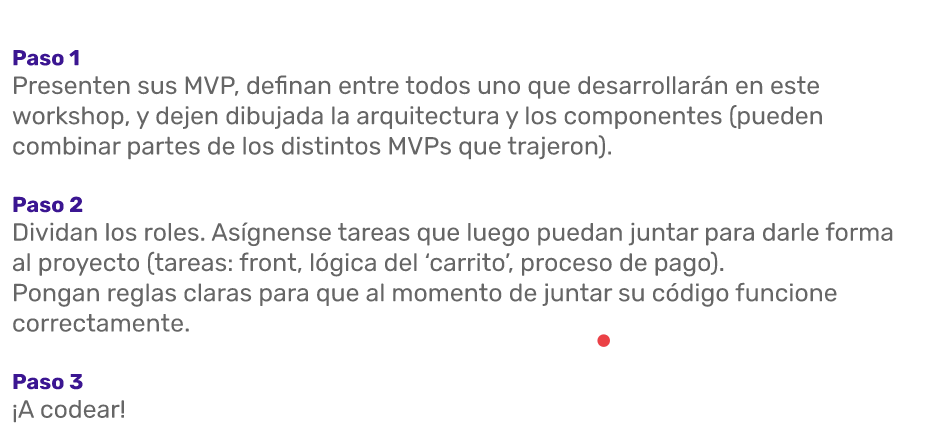 Paso 1
Presenten sus MVP, definan entre todos uno que desarrollarán en este
workshop, y dejen dibujada la arquitectura y los componentes (pueden
combinar partes de los distintos MVPs que trajeron).
Paso 2
Dividan los roles. Asígnense tareas que luego puedan juntar para darle forma
al proyecto (tareas: front, lógica del ‘carrito’, proceso de pago).
Pongan reglas claras para que al momento de juntar su código funcione
correctamente.
Paso 3
¡A codear!